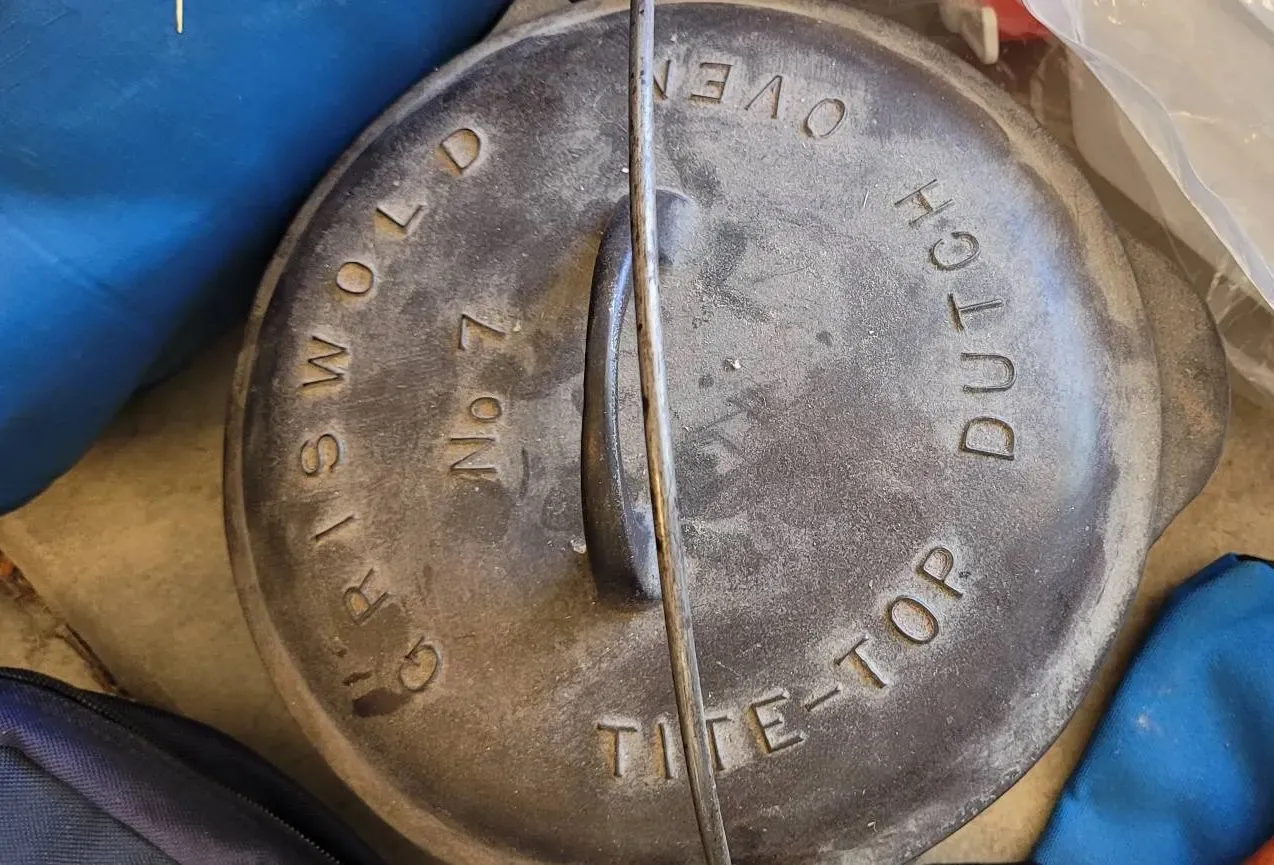 GRISWOLD
No 7
TITE-TOP
DUTCH
OVEN